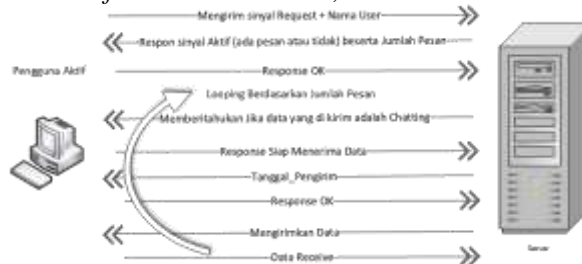 Mengirim sinyal Request + Nama User
Respon sinyal Aktif (ada pesan atau tidak) beserta Jumlah Pesan
Pengguna Aktif
Response OK
Looping Berdasarkan Jumlah Pesan
Memberitahukan Jika data yang di kirim adalah Chatting
Response Siap Menerima Data
Tanggal_Pengirim
Response OK
Mengirimkan Data
Data Receive
Server